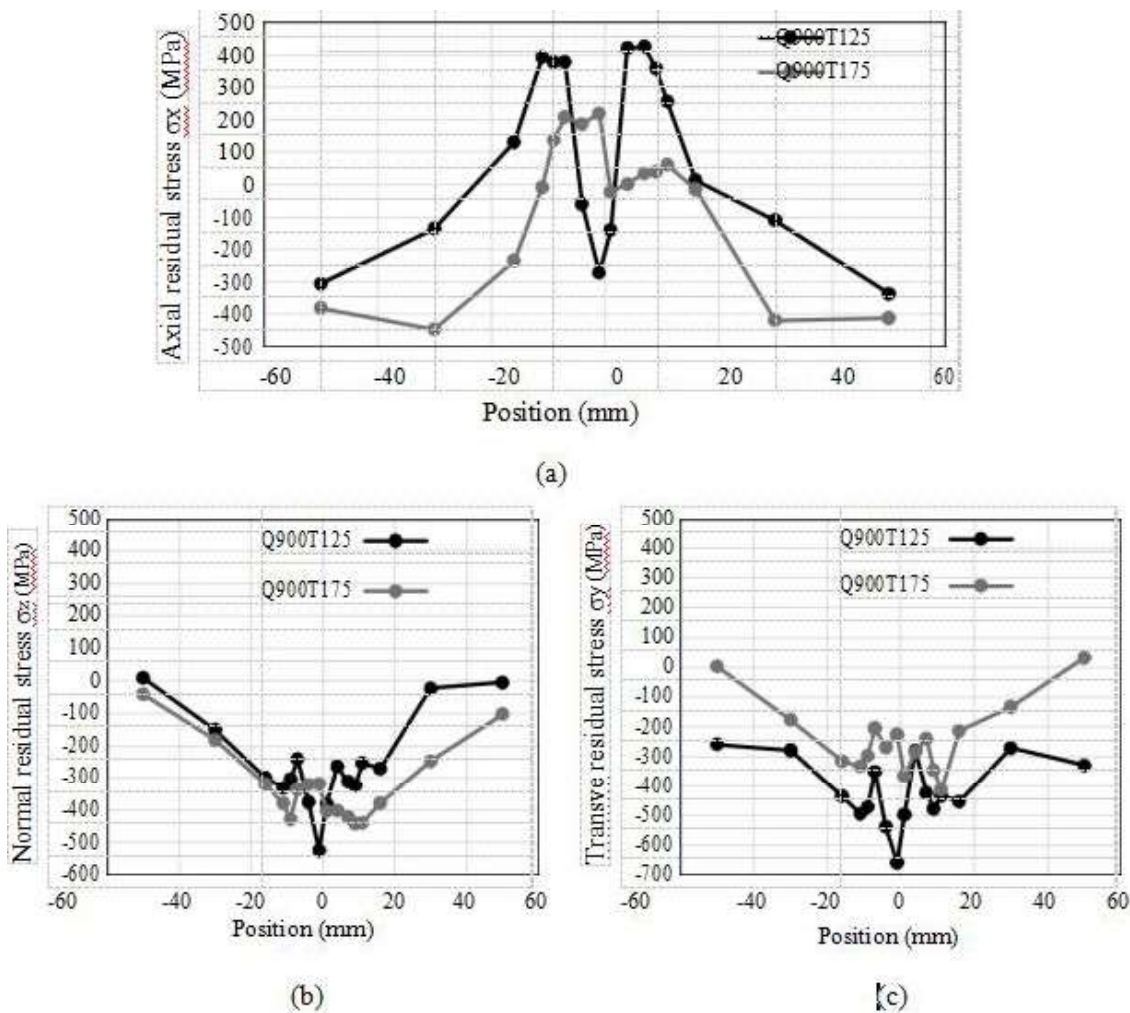 Axial residual stress σx (MPa)
500
400
300
200
100
0
-100
-200
-300
-400
-500
Q900T125
Q900T175
-60 -40 -20 0 20 40 60
Position (mm)
(a)
Normal residual stress σz (MPa)
500
400
300
200
100
0
-100
-200
-300
-400
-500
-600
Q900T125
Q900T175
-60 -40 -20 0 20 40 60
Position (mm)
(b)
Transve residual stress σy (MPa)
500
400
300
200
100
0
-100
-200
-300
-400
-500
-600
-700
Q900T125
Q900T175
-60 -20 0 20 40 60
Position (mm)
(c)